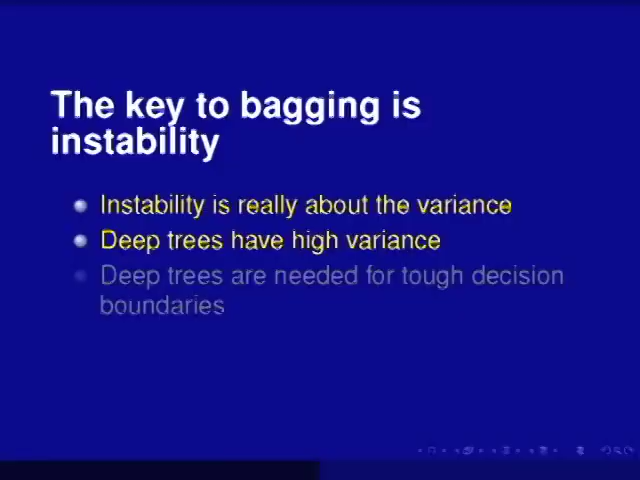 The key to bagging is
instability
Instability is really about the variance
Deep trees have high variance
Deep trees are needed for tough decision
boundaries